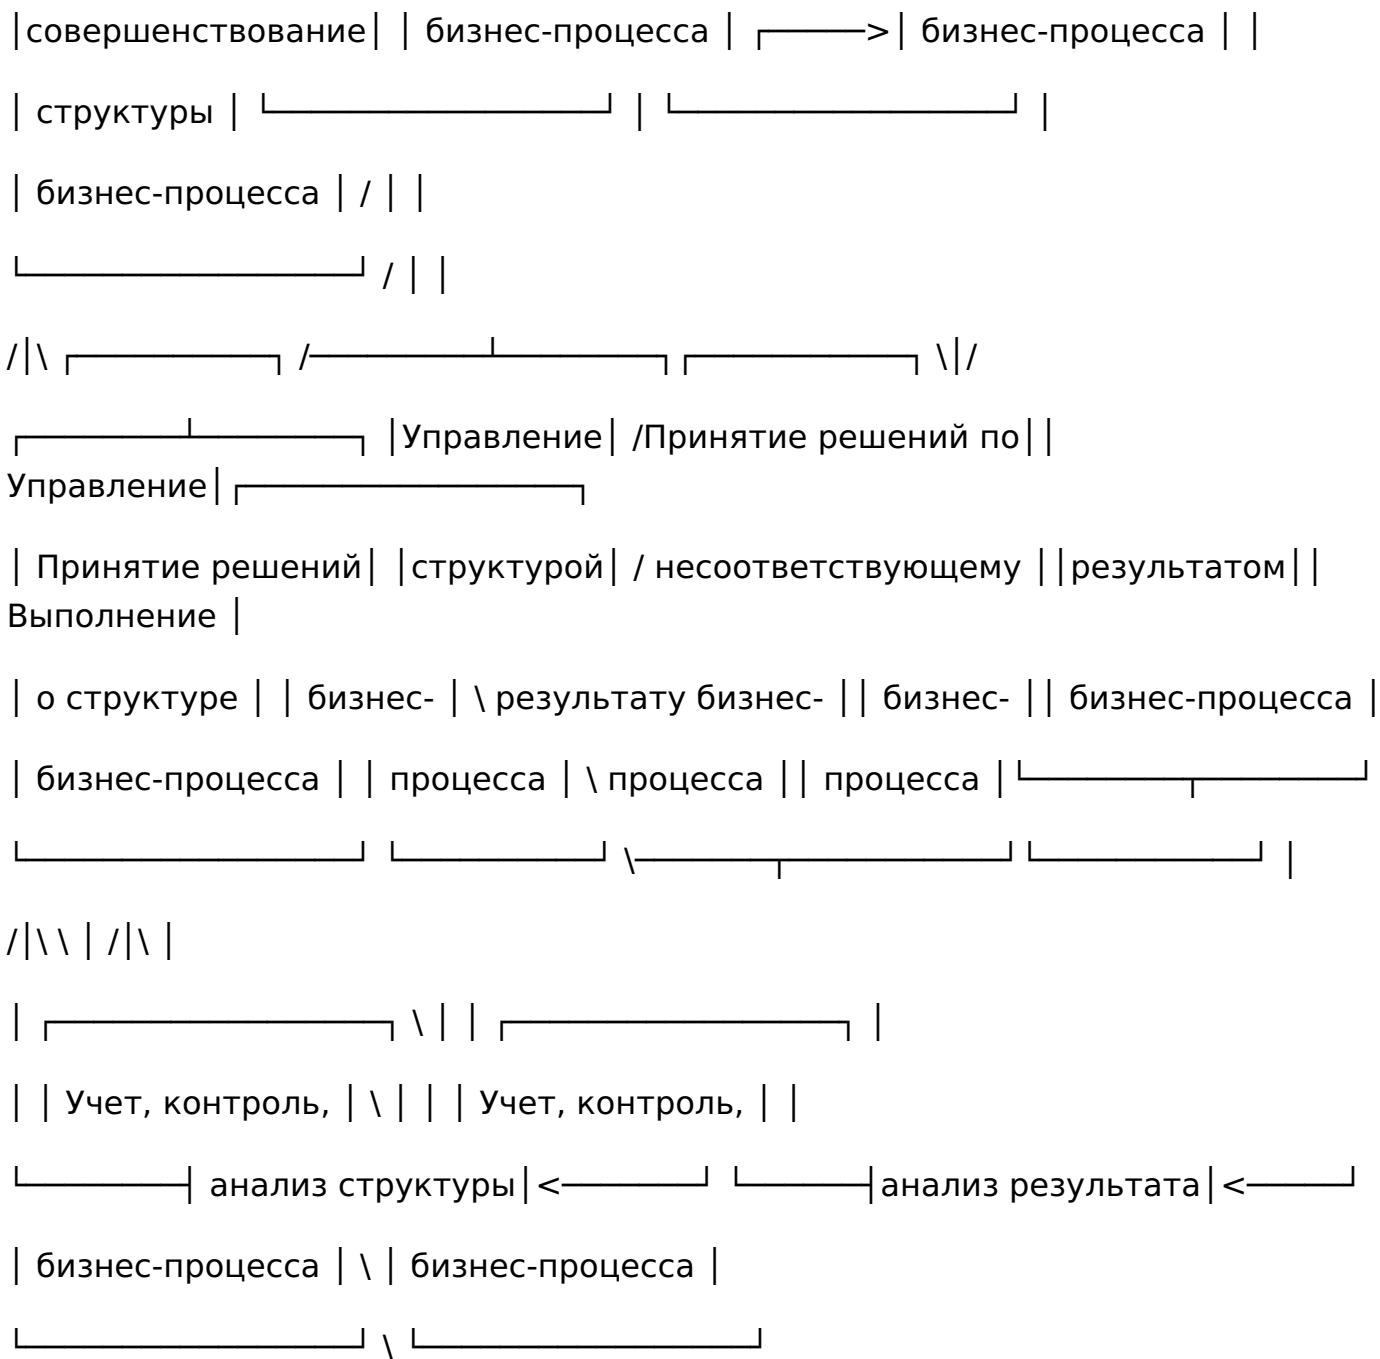 │совершенствование│ │ бизнес-процесса │ ┌─────>│ бизнес-процесса │ │
│ структуры │ └─────────────────┘ │ └─────────────────┘ │
│ бизнес-процесса │ / │ │
└─────────────────┘ / │ │
/│\ ┌──────────┐ /─────────┴────────┐┌───────────┐ \│/
┌────────┴────────┐ │Управление│ /Принятие решений по││
Управление│┌─────────────────┐
│ Принятие решений│ │структурой│ / несоответствующему ││результатом││
Выполнение │
│ о структуре │ │ бизнес- │ \ результату бизнес- ││ бизнес- ││ бизнес-процесса │
│ бизнес-процесса │ │ процесса │ \ процесса ││ процесса │└────────┬────────┘
└─────────────────┘ └──────────┘ \───────┬───────────┘└───────────┘ │
/│\ \ │ /│\ │
│ ┌─────────────────┐ \ │ │ ┌─────────────────┐ │
│ │ Учет, контроль, │ \ │ │ │ Учет, контроль, │ │
└────────┤ анализ структуры│<───────┘ └──────┤анализ результата│<─────┘
│ бизнес-процесса │ \ │ бизнес-процесса │
└─────────────────┘ \ └─────────────────┘